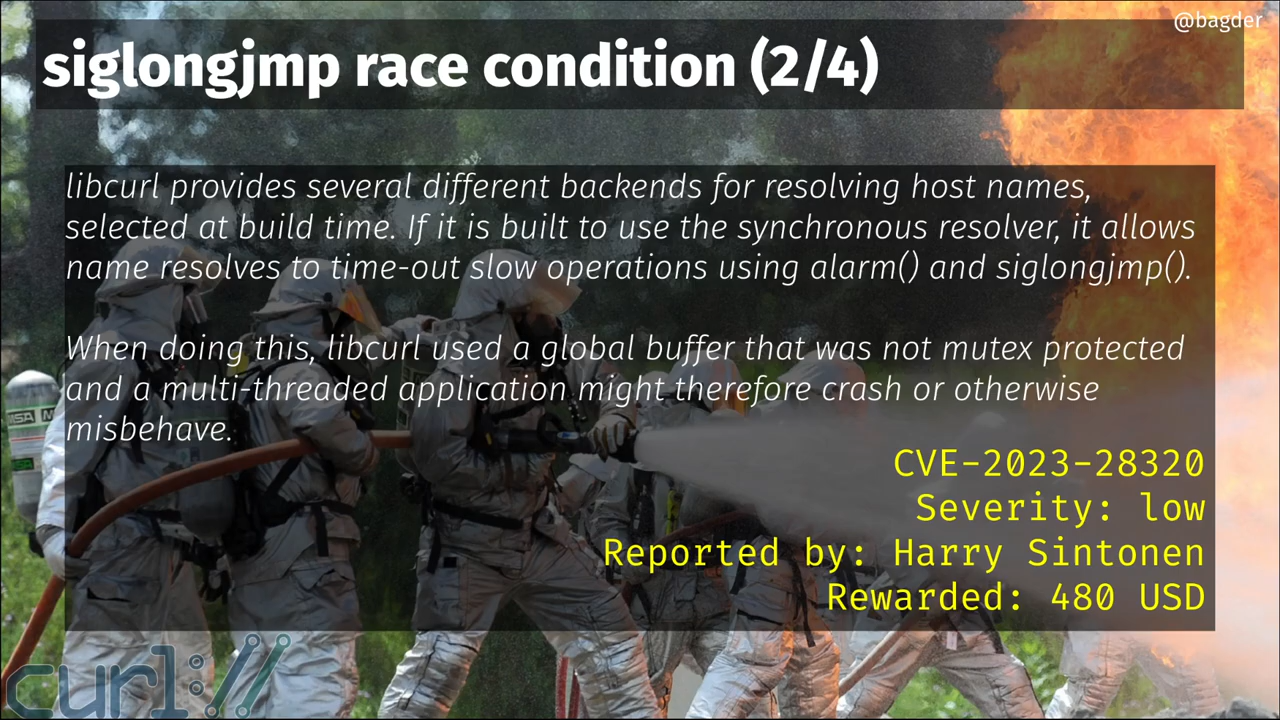 @bagder
siglongjmp race condition (2/4)
libcurl provides several different backends for resolving host names,
selected at build time. If it is built to use the synchronous resolver, it allows
name resolves to time-out slow operations using alarm() and siglongjmp().
When doing this, libcurl used a global buffer that was not mutex protected
and a multi-threaded application might therefore crash or otherwise
misbehave.
CVE-2023-28320
Severity: low
Reported by: Harry Sintonen
Rewarded: 480 USD
curl://